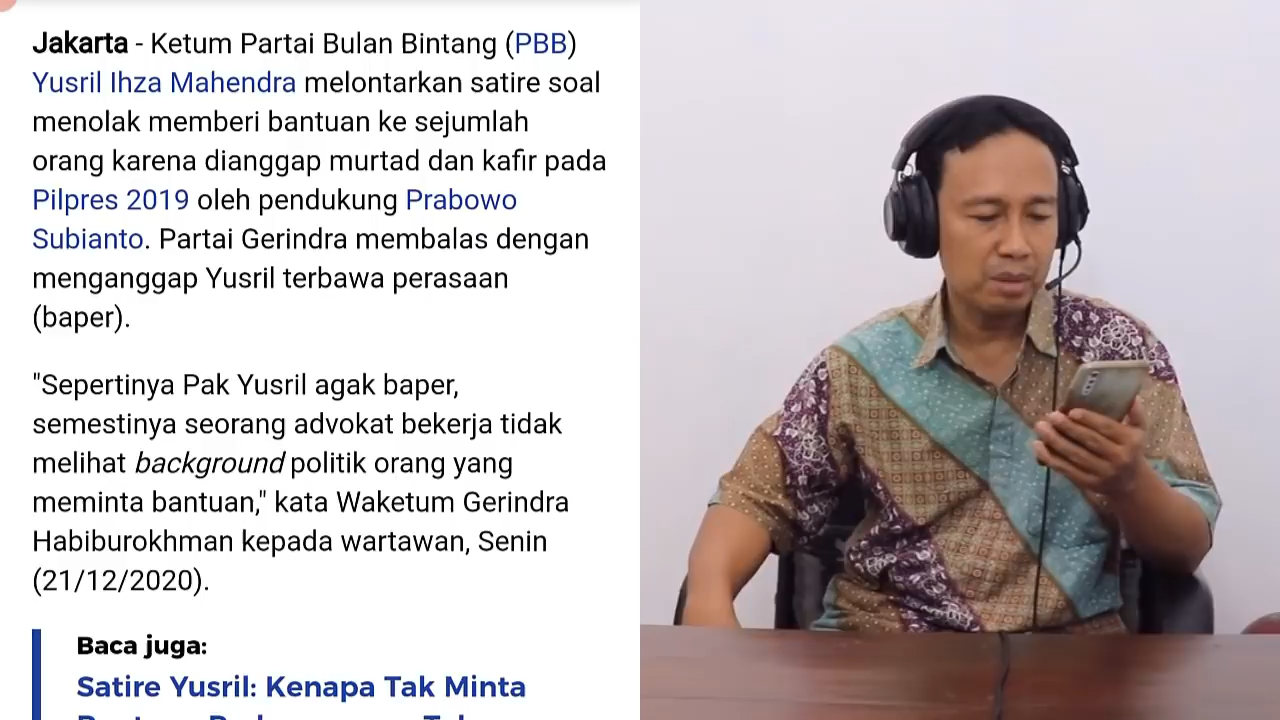 Jakarta - Ketum Partai Bulan Bintang (PBB)
Yusril Ihza Mahendra melontarkan satire soal
menolak memberi bantuan ke sejumlah
orang karena dianggap murtad dan kafir pada
Pilpres 2019 oleh pendukung Prabowo
Subianto. Partai Gerindra membalas dengan
menganggap Yusril terbawa perasaan
(baper).
"Sepertinya Pak Yusril agak baper,
semestinya seorang advokat bekerja tidak
melihat background politik orang yang
meminta bantuan," kata Waketum Gerindra
Habiburokhman kepada wartawan, Senin
(21/12/2020).
Baca juga:
Satire Yusril: Kenapa Tak Minta